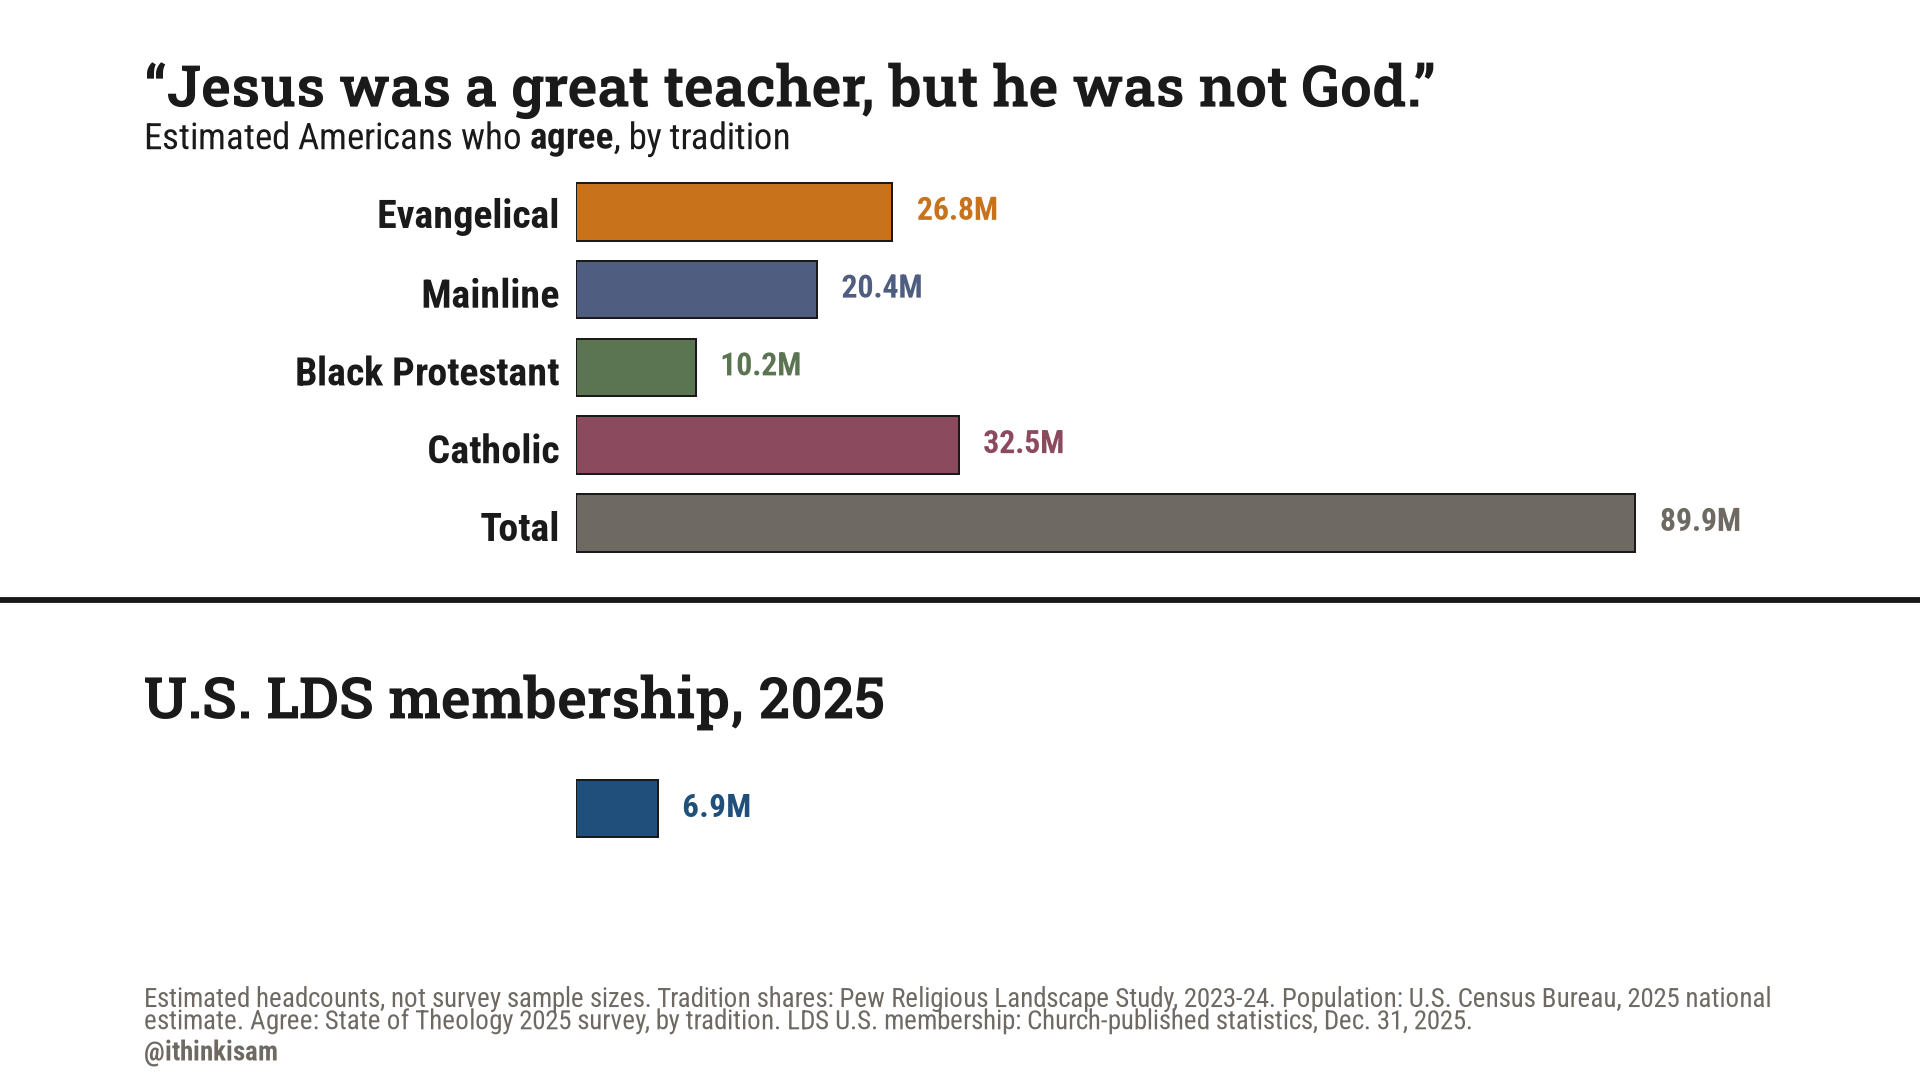 “Jesus was a great teacher, but he was not God.”
Estimated Americans who agree, by tradition
Evangelical 26.8M
Mainline 20.4M
Black Protestant 10.2M
Catholic 32.5M
Total 89.9M
U.S. LDS membership, 2025
6.9M
Estimated headcounts, not survey sample sizes. Tradition shares: Pew Religious Landscape Study, 2023-24. Population: U.S. Census Bureau, 2025 national
estimate. Agree: State of Theology 2025 survey, by tradition. LDS U.S. membership: Church-published statistics, Dec. 31, 2025.
@ithinkisam